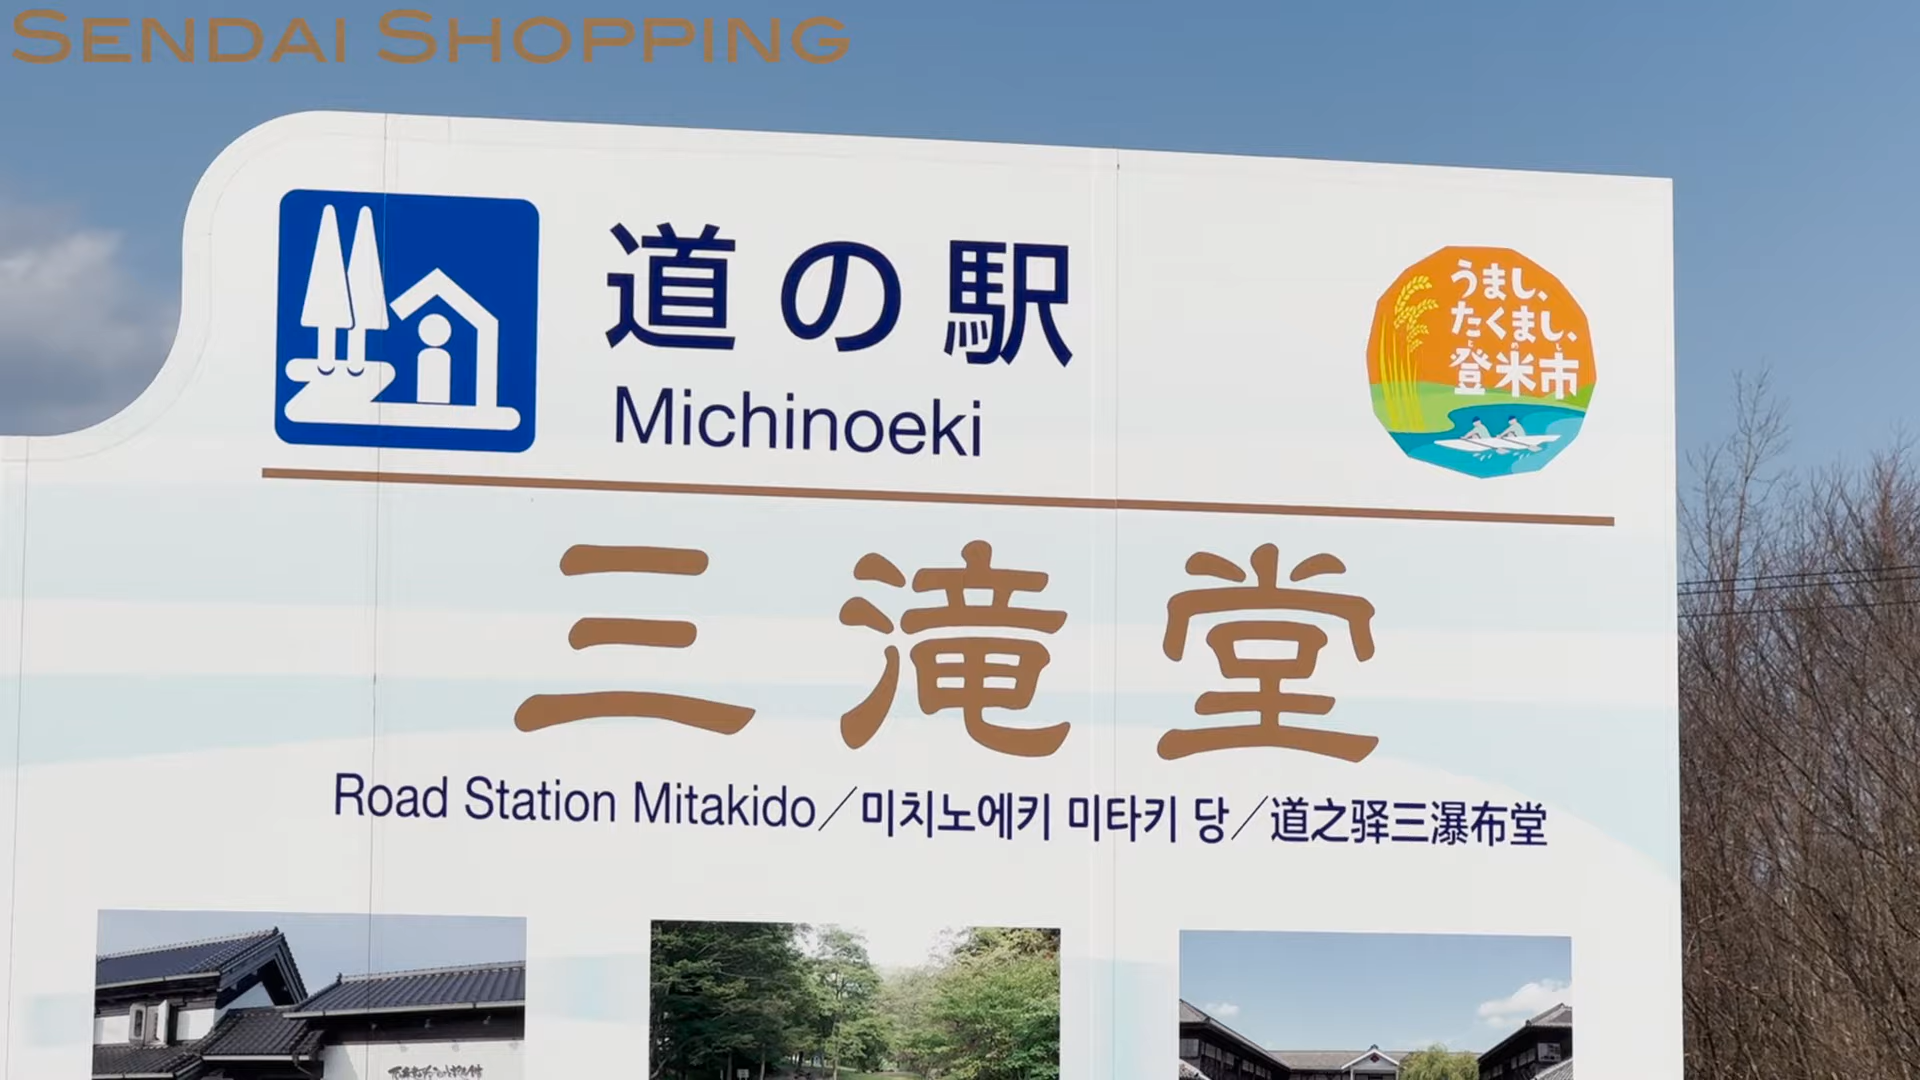 SENDAI SHOPPING
道の駅
Michinoeki
うまし、
たくまし、
登米市
三滝堂
Road Station Mitakido／미치노에키 미타키 당／道之驿三瀑布堂